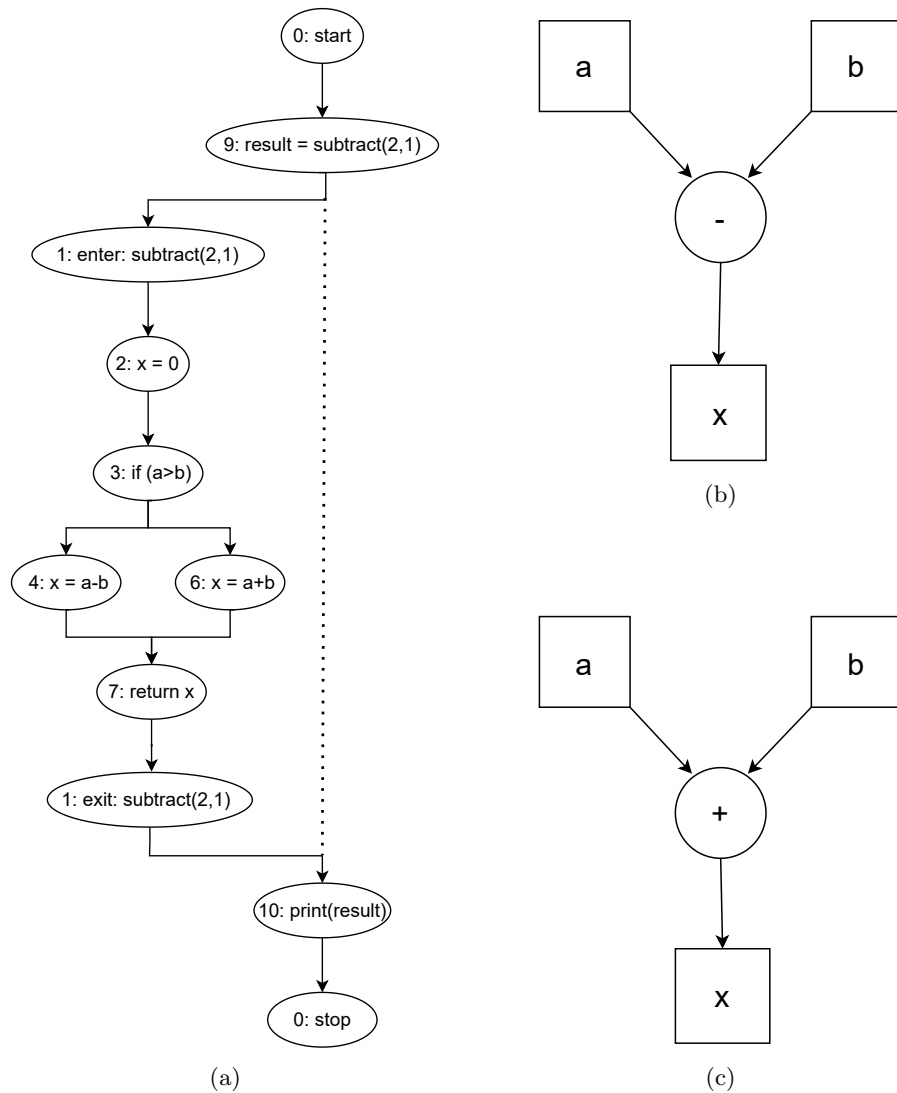 0: start
9: result = subtract(2,1)
1: enter: subtract(2,1)
2: x = 0
3: if (a>b)
4: x = a-b
6: x = a+b
7: return x
1: exit: subtract(2,1)
10: print(result)
0: stop
(a)
a
b
-
x
(b)
a
b
+
x
(c)